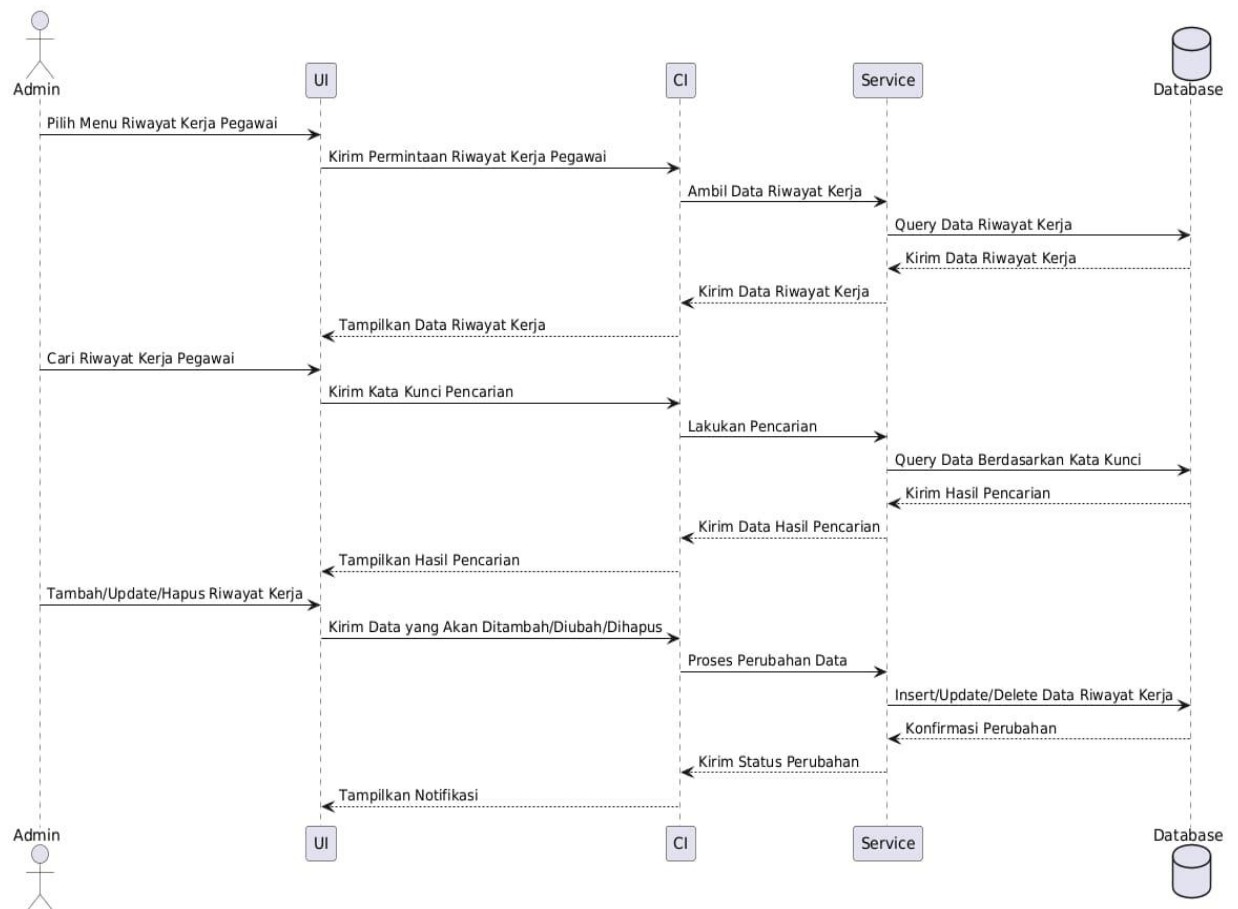 Admin
UI
CI
Service
Database
Pilih Menu Riwayat Kerja Pegawai
Kirim Permintaan Riwayat Kerja Pegawai
Ambil Data Riwayat Kerja
Query Data Riwayat Kerja
Kirim Data Riwayat Kerja
Kirim Data Riwayat Kerja
Tampilkan Data Riwayat Kerja
Cari Riwayat Kerja Pegawai
Kirim Kata Kunci Pencarian
Lakukan Pencarian
Query Data Berdasarkan Kata Kunci
Kirim Hasil Pencarian
Kirim Data Hasil Pencarian
Tampilkan Hasil Pencarian
Tambah/Update/Hapus Riwayat Kerja
Kirim Data yang Akan Ditambah/Diubah/Dihapus
Proses Perubahan Data
Insert/Update/Delete Data Riwayat Kerja
Konfirmasi Perubahan
Kirim Status Perubahan
Tampilkan Notifikasi
Admin
UI
CI
Service
Database